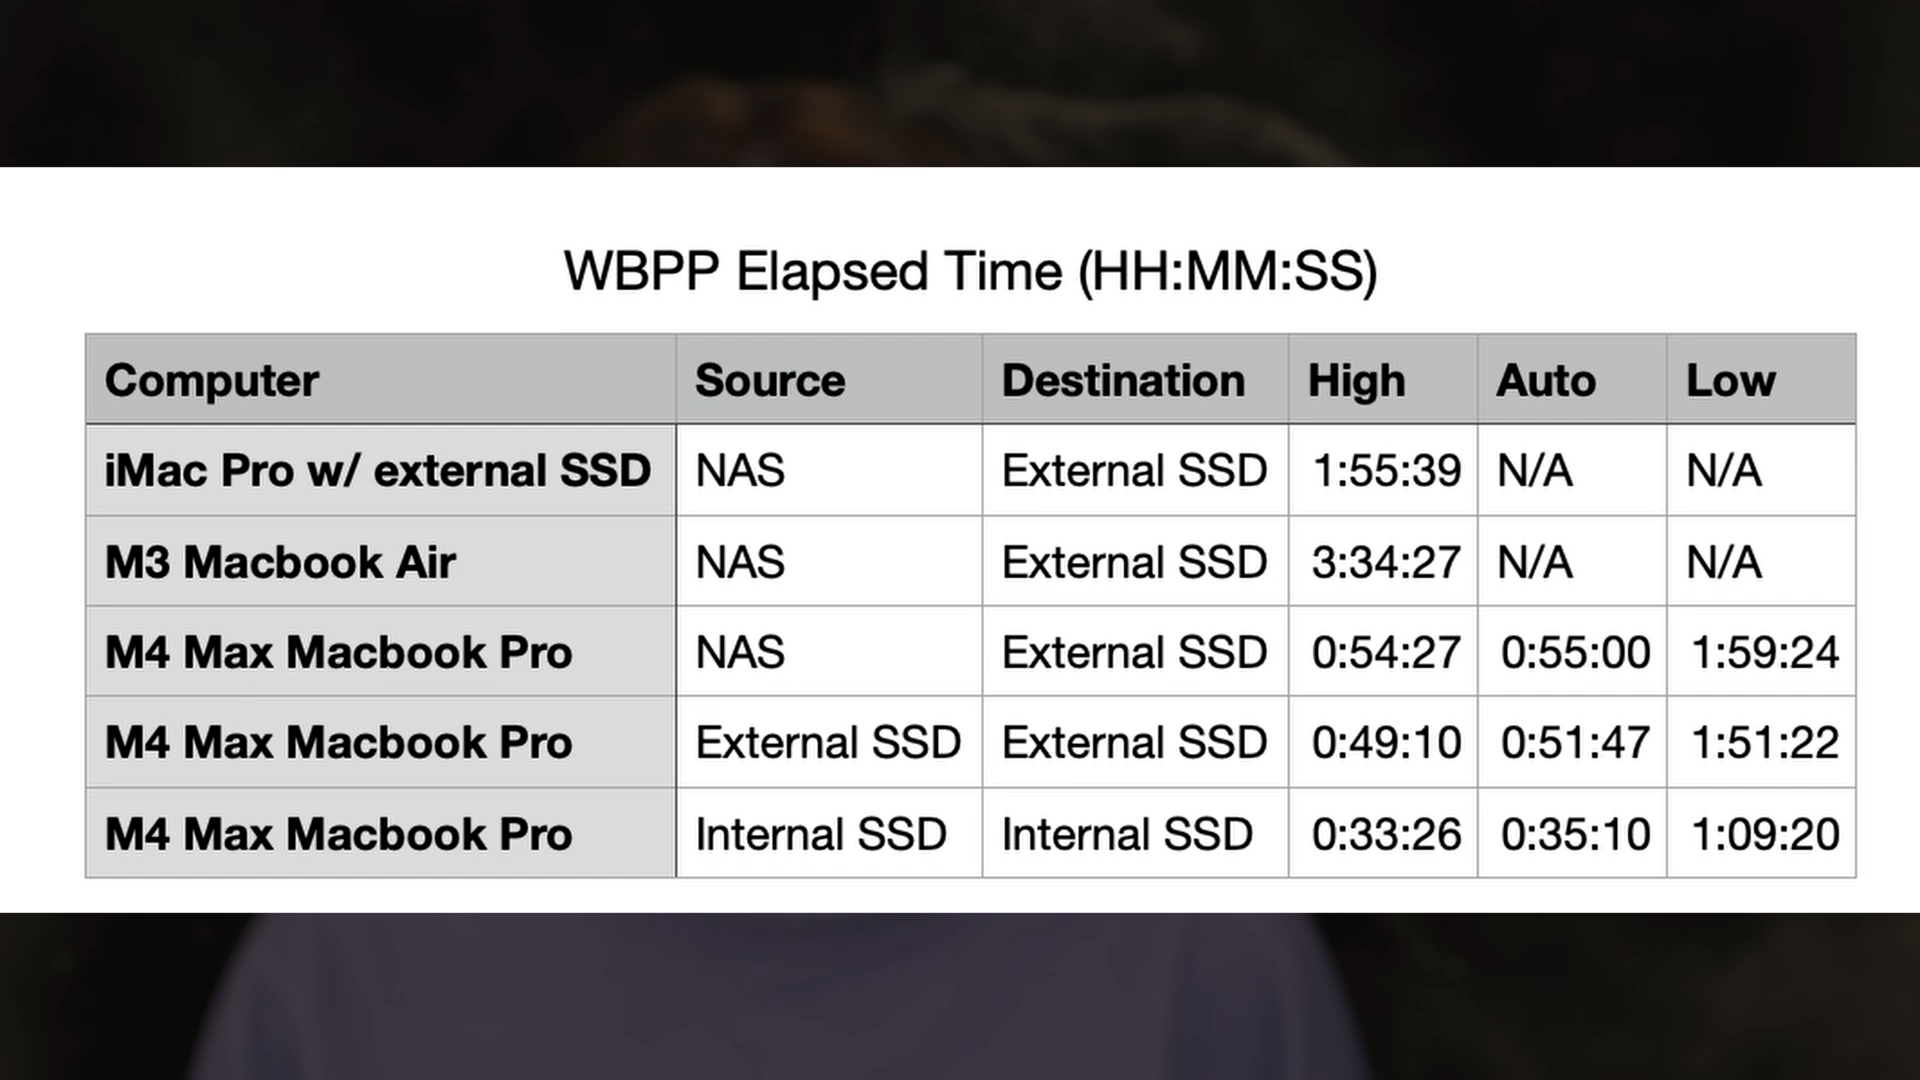 WBPP Elapsed Time (HH:MM:SS)
Computer Source Destination High Auto Low
iMac Pro w/ external SSD NAS External SSD 1:55:39 N/A N/A
M3 Macbook Air NAS External SSD 3:34:27 N/A N/A
M4 Max Macbook Pro NAS External SSD 0:54:27 0:55:00 1:59:24
M4 Max Macbook Pro External SSD External SSD 0:49:10 0:51:47 1:51:22
M4 Max Macbook Pro Internal SSD Internal SSD 0:33:26 0:35:10 1:09:20